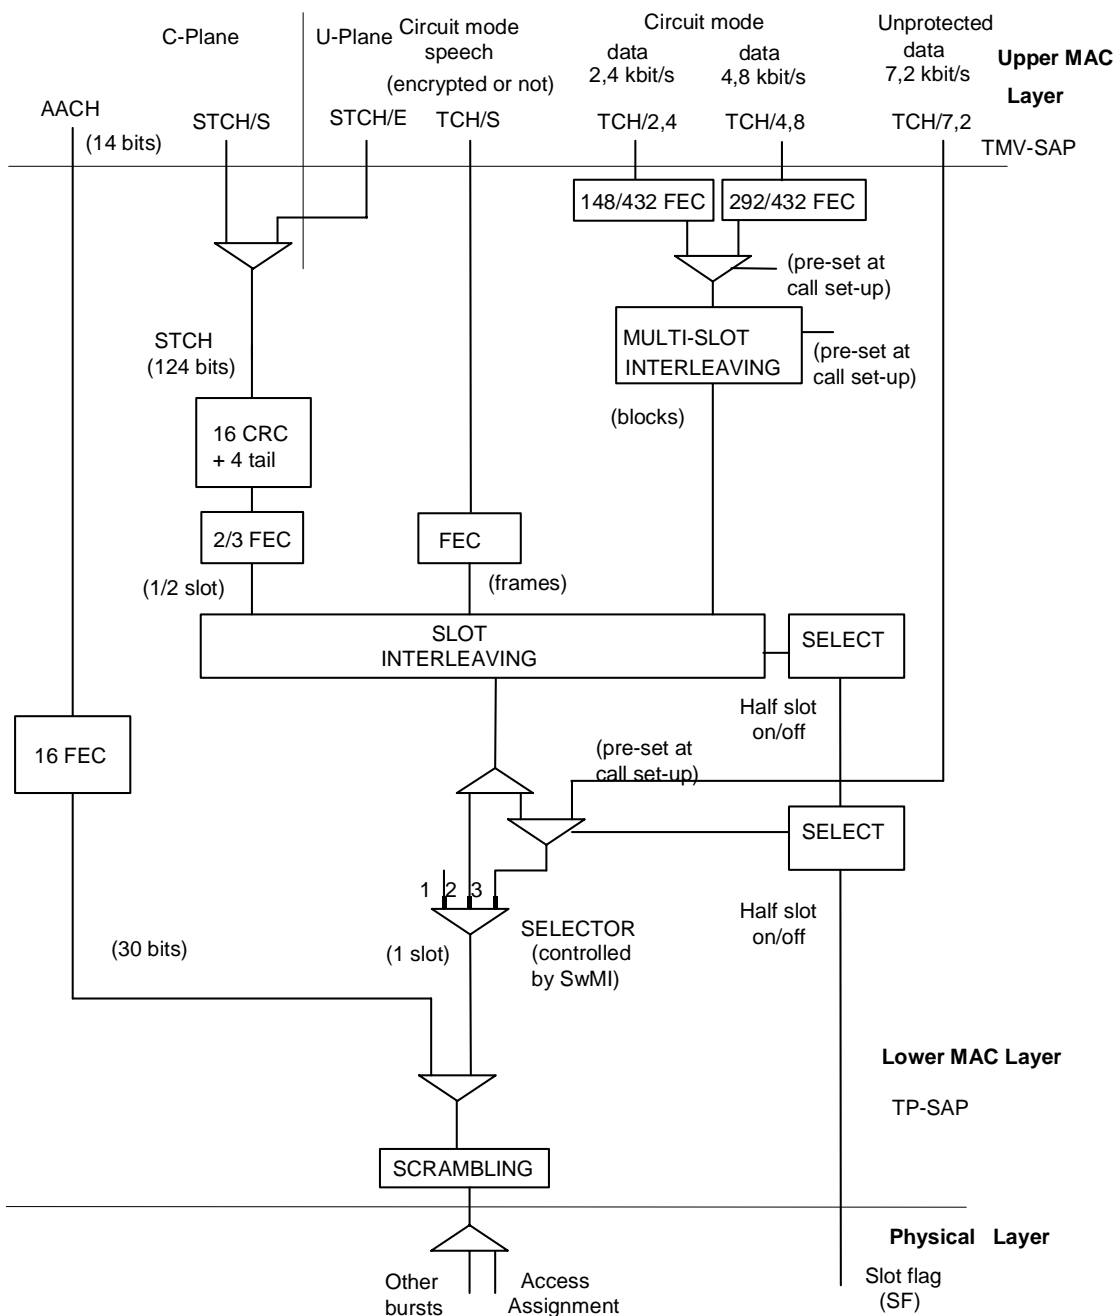 C-Plane
U-Plane
Circuit mode
speech
(encrypted or not)
Circuit mode
data
2,4 kbit/s
data
4,8 kbit/s
Unprotected
data
7,2 kbit/s
Upper MAC
Layer
AACH
(14 bits)
STCH/S
STCH/E
TCH/S
TCH/2,4
TCH/4,8
TCH/7,2
TMV-SAP
148/432 FEC
292/432 FEC
(pre-set at
call set-up)
STCH
(124 bits)
MULTI-SLOT
INTERLEAVING
(pre-set at
call set-up)
(blocks)
16 CRC
+ 4 tail
2/3 FEC
FEC
(1/2 slot)
(frames)
SLOT
INTERLEAVING
SELECT
Half slot
on/off
16 FEC
(pre-set at
call set-up)
SELECT
1 2 3
Half slot
on/off
SELECTOR
(controlled
by SwMI)
(30 bits)
(1 slot)
Lower MAC Layer
TP-SAP
SCRAMBLING
Physical Layer
Other
bursts
Access
Assignment
Slot flag
(SF)